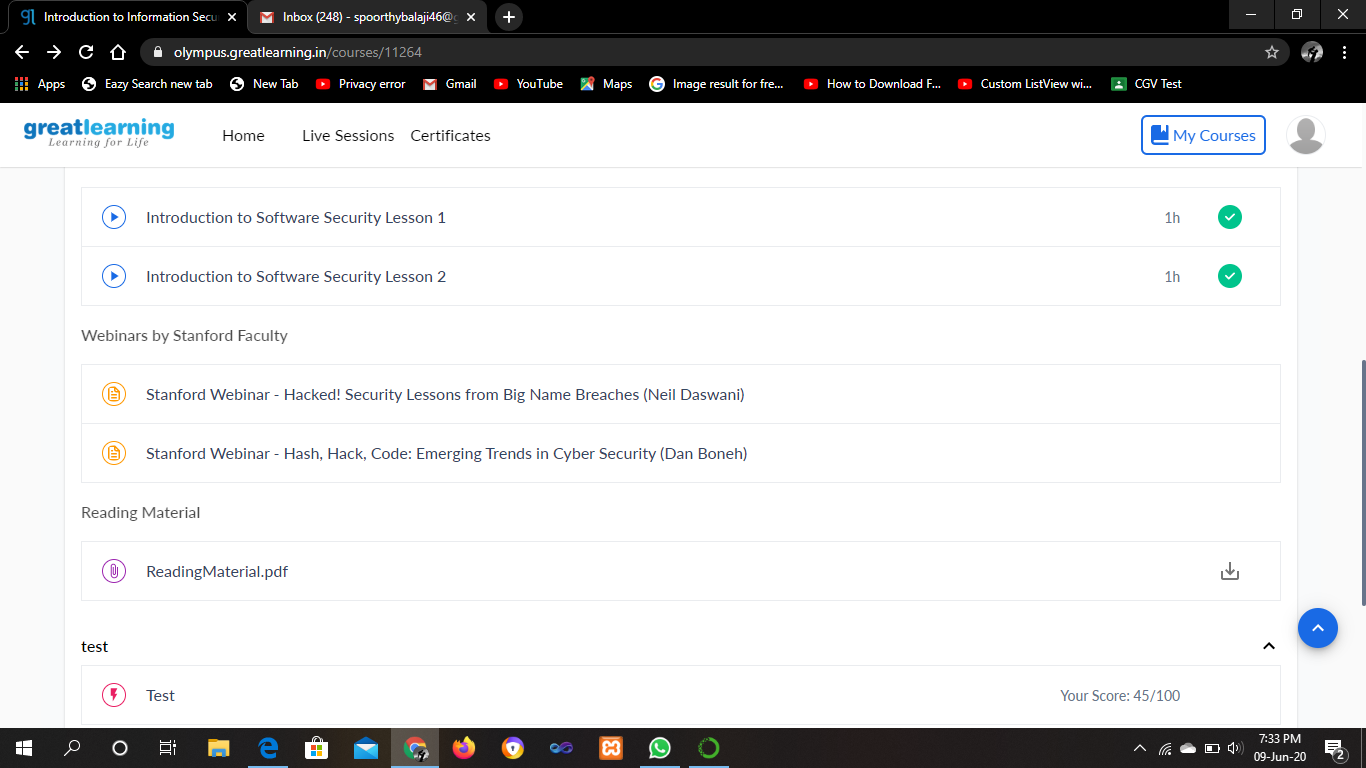 Introduction to Information Secu
Inbox (248) - spoorthybalaji46@g
olympus.greatlearning.in/courses/11264
Apps
Eazy Search new tab
New Tab
Privacy error
Gmail
YouTube
Maps
Image result for fre...
How to Download F...
Custom ListView wi...
CGV Test
greatlearning
Learning for Life
Home
Live Sessions
Certificates
My Courses
Introduction to Software Security Lesson 1
1h
Introduction to Software Security Lesson 2
1h
Webinars by Stanford Faculty
Stanford Webinar - Hacked! Security Lessons from Big Name Breaches (Neil Daswani)
Stanford Webinar - Hash, Hack, Code: Emerging Trends in Cyber Security (Dan Boneh)
Reading Material
ReadingMaterial.pdf
test
Test
Your Score: 45/100
7:33 PM
09-Jun-20
2